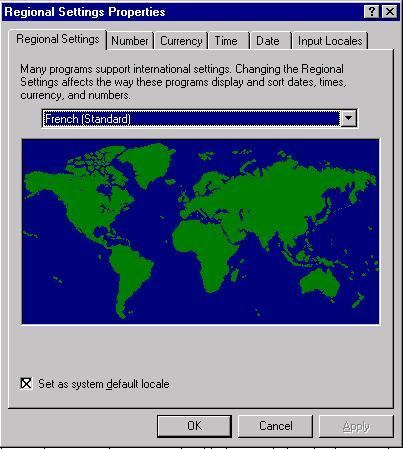 Regional Settings Properties
? X
Regional Settings Number Currency Time Date Input Locales
Many programs support international settings. Changing the Regional
Settings affects the way these programs display and sort dates, times,
currency, and numbers.
French (Standard)
Set as system default locale
OK Cancel Apply